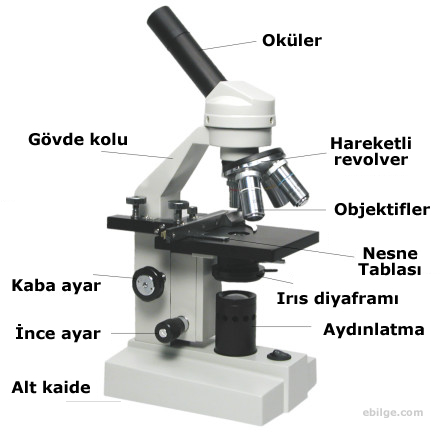 Oküler
Gövde kolu
Hareketli
revolver
Objektifler
Nesne
Tablası
Kaba ayar
Irıs diyaframı
İnce ayar
Aydınlatma
Alt kaide
ebilge.com